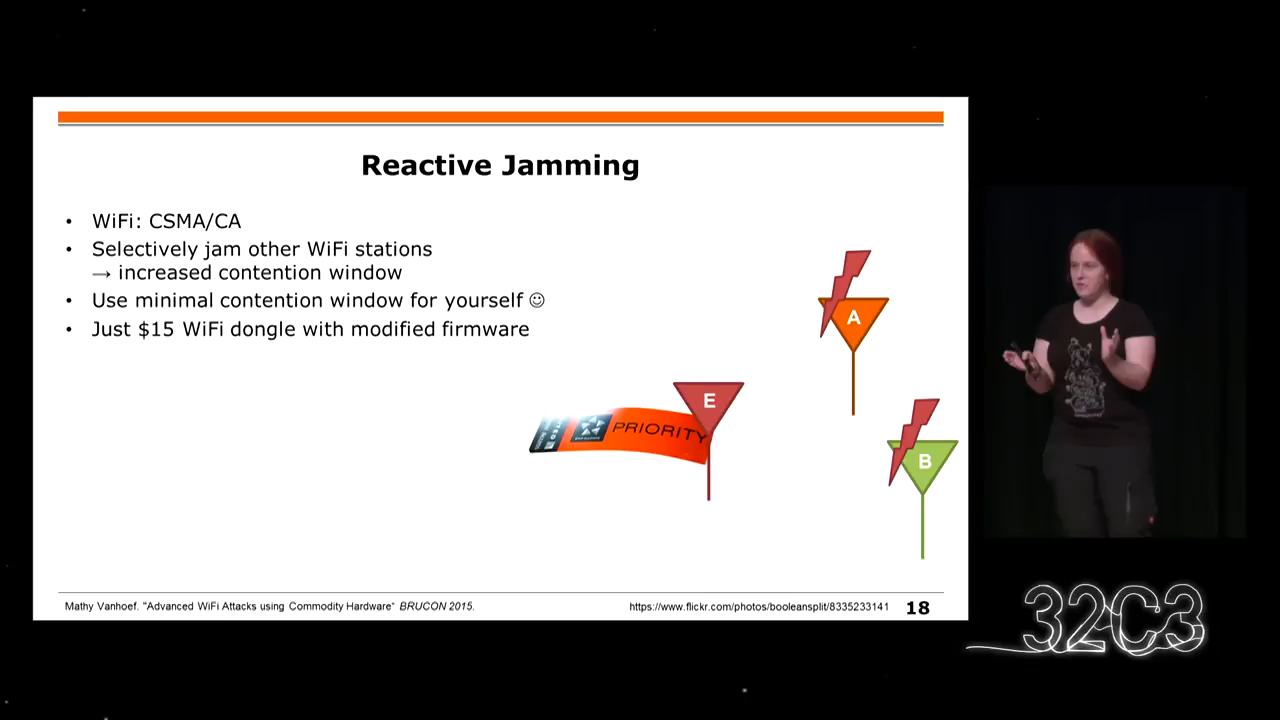 Reactive Jamming
• WiFi: CSMA/CA
• Selectively jam other WiFi stations
→ increased contention window
• Use minimal contention window for yourself ☺
• Just $15 WiFi dongle with modified firmware
A
E
PRIORITY
B
Mathy Vanhoef. "Advanced WiFi Attacks using Commodity Hardware" BRUCON 2015.
https://www.flickr.com/photos/booleansplit/8335233141
18
32C3